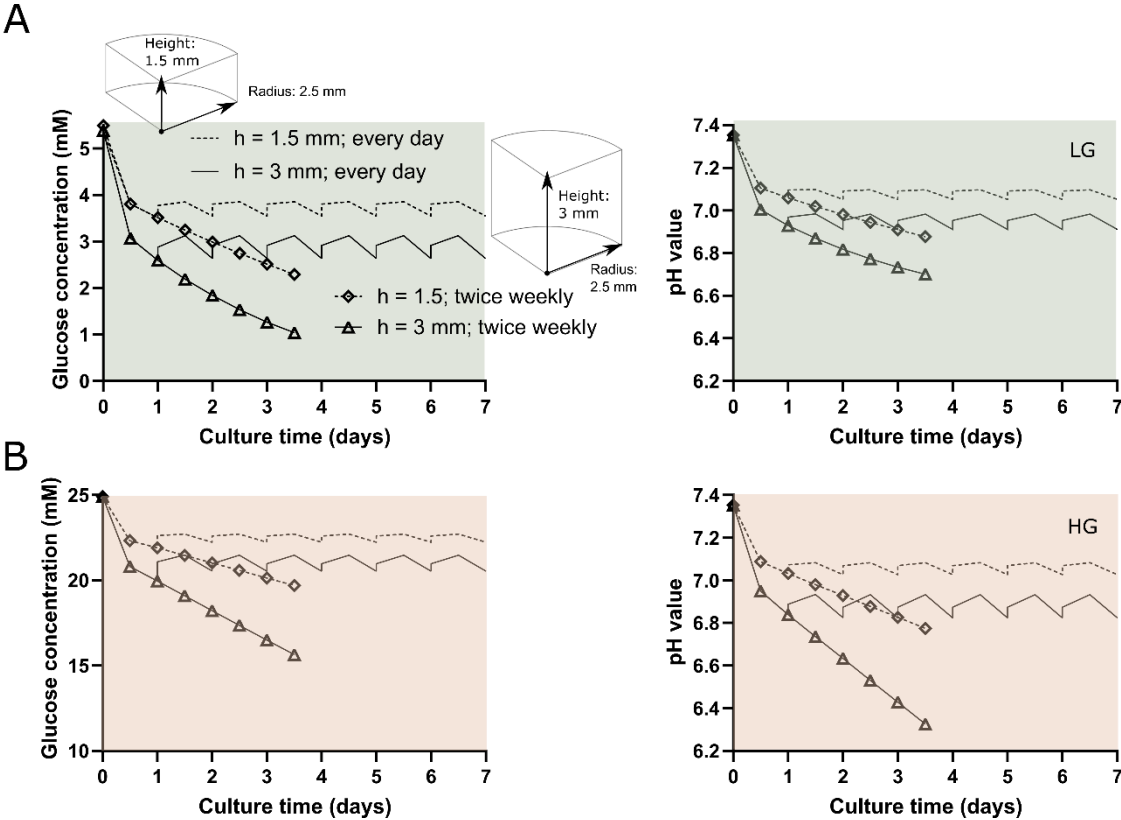 A
Height:
1.5 mm
Radius: 2.5 mm
Glucose concentration (mM)
5
4
3
2
1
0
h = 1.5 mm; every day
h = 3 mm; every day
Height:
3 mm
Radius:
2.5 mm
h = 1.5; twice weekly
h = 3 mm; twice weekly
0 1 2 3 4 5 6 7
Culture time (days)
pH value
7.4
7.2
7.0
6.8
6.6
6.4
6.2
LG
0 1 2 3 4 5 6 7
Culture time (days)
B
Glucose concentration (mM)
25
20
15
10
0 1 2 3 4 5 6 7
Culture time (days)
pH value
7.4
7.2
7.0
6.8
6.6
6.4
6.2
HG
0 1 2 3 4 5 6 7
Culture time (days)